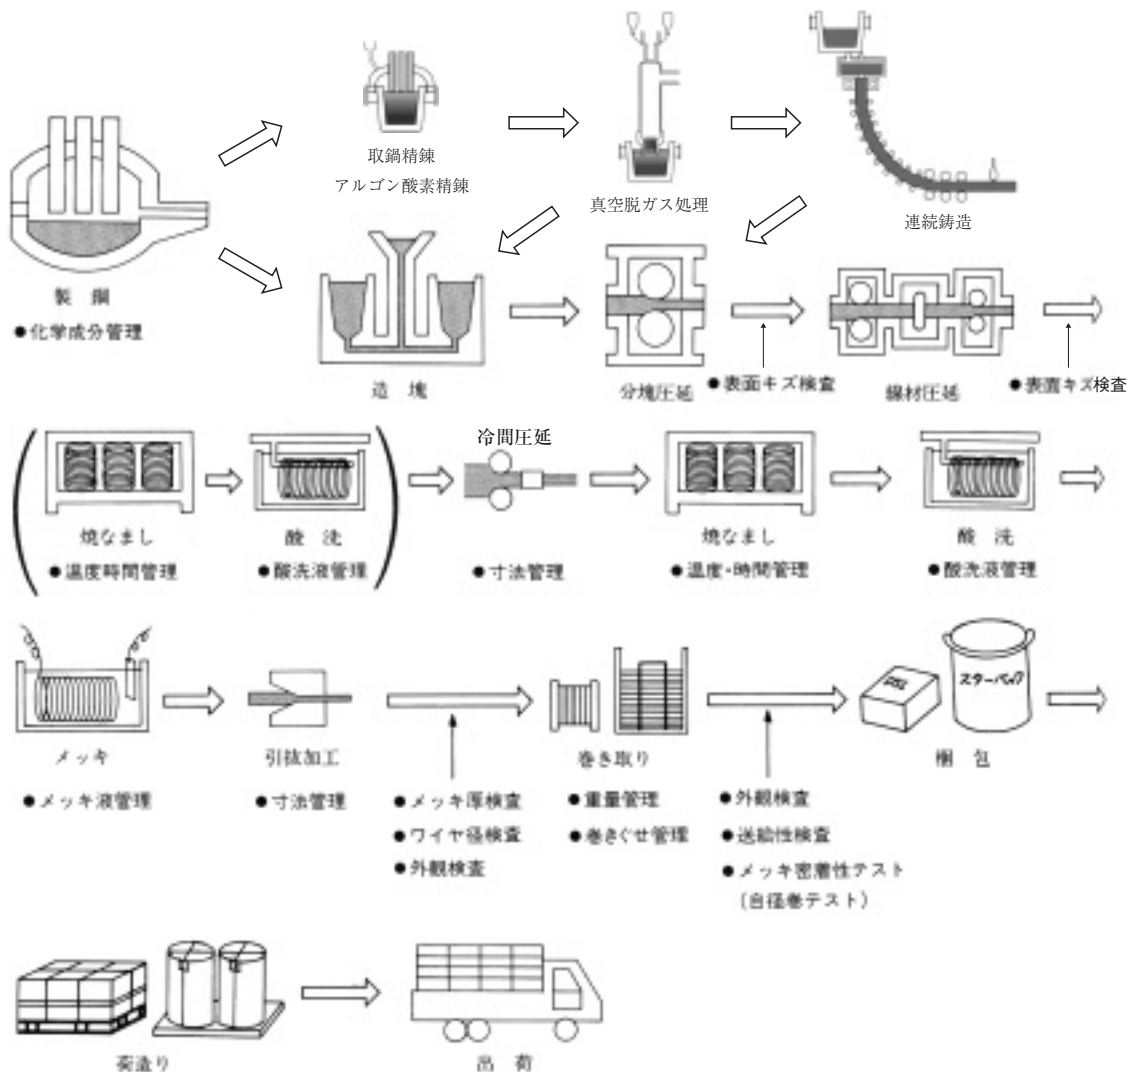 取鍋精錬
アルゴン酸素精錬
真空脱ガス処理
連続鋳造
製鋼
●化学成分管理
造塊
分塊圧延
●表面キズ検査
線材圧延
●表面キズ検査
焼なまし
●温度時間管理
酸洗
●酸洗液管理
冷間圧延
●寸法管理
焼なまし
●温度・時間管理
酸洗
●酸洗液管理
メッキ
●メッキ液管理
引抜加工
●寸法管理
●メッキ厚検査
●ワイヤ径検査
●外観検査
巻き取り
●重量管理
●巻きぐせ管理
●外観検査
●送給性検査
●メッキ密着性テスト
(自径巻テスト)
スターパック
梱包
荷造り
出荷